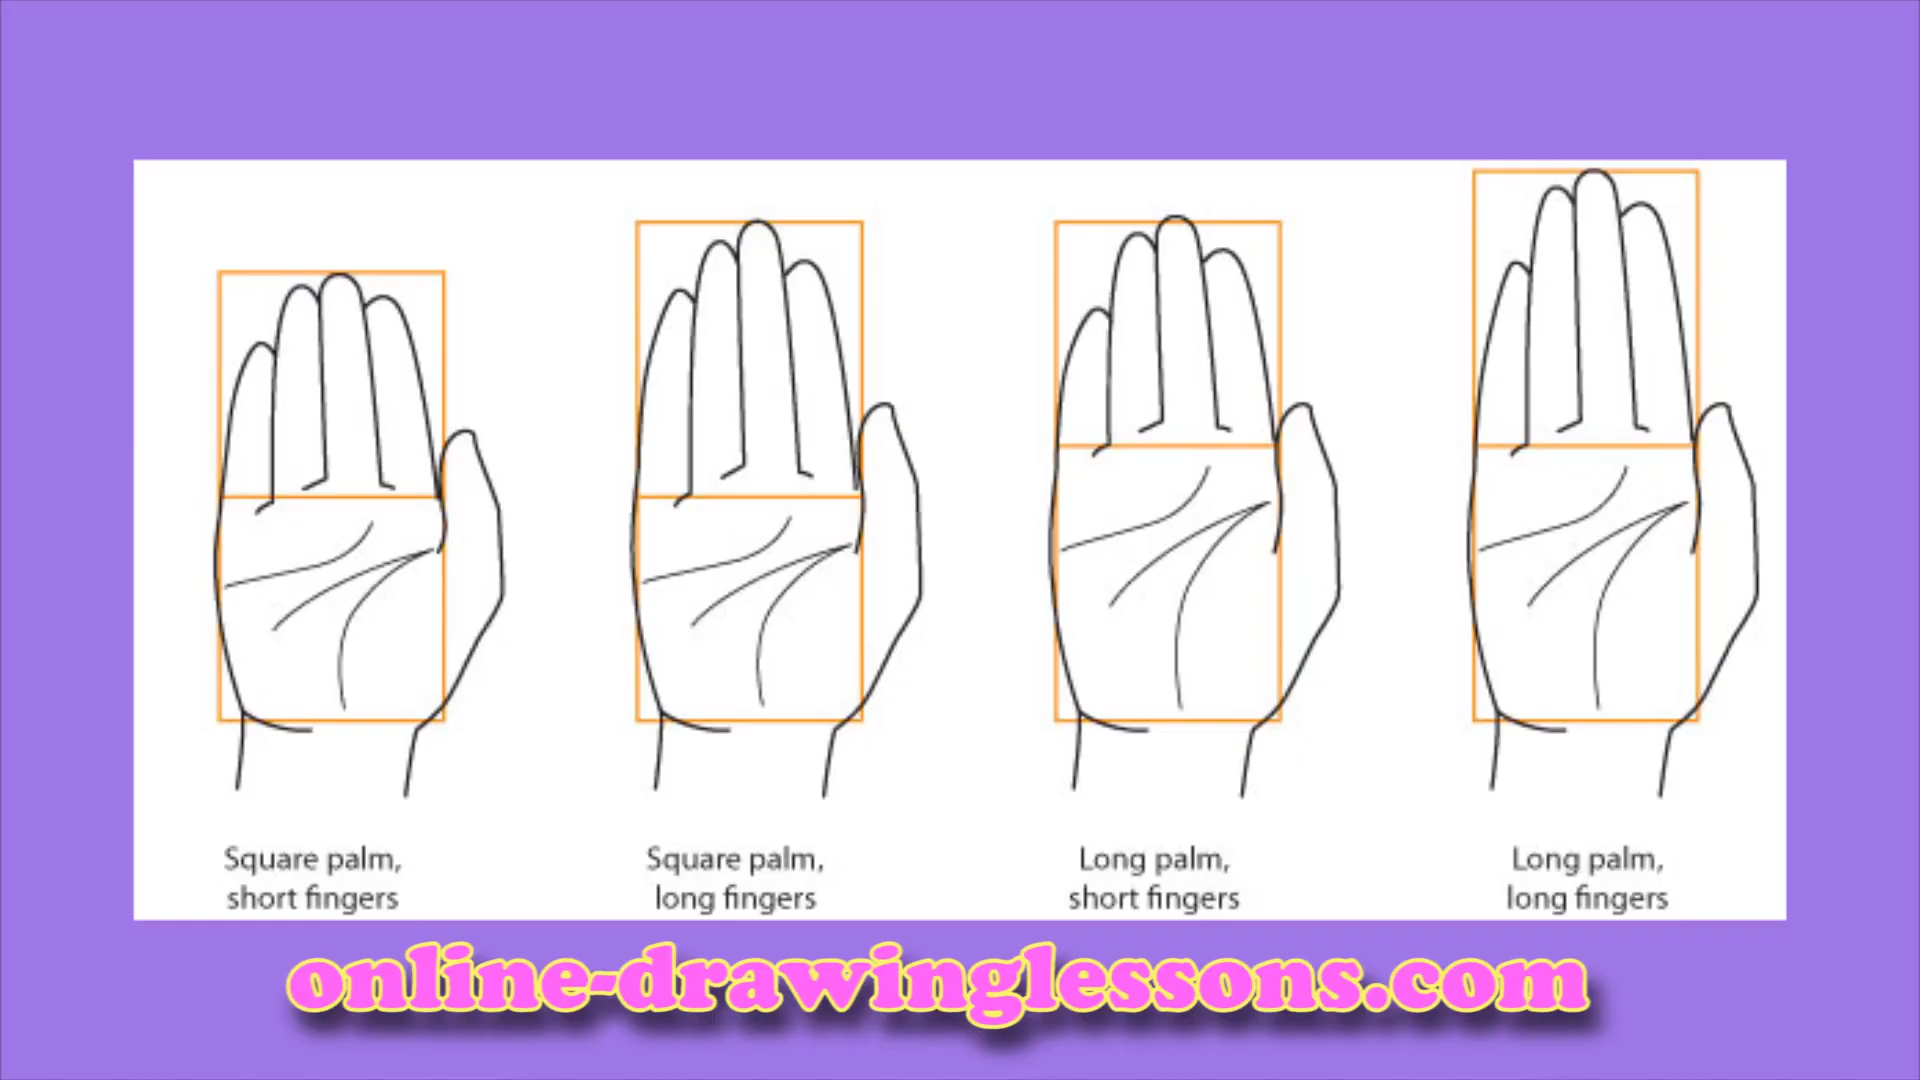 Square palm,
short fingers
Square palm,
long fingers
Long palm,
short fingers
Long palm,
long fingers
online-drawinglessons.com